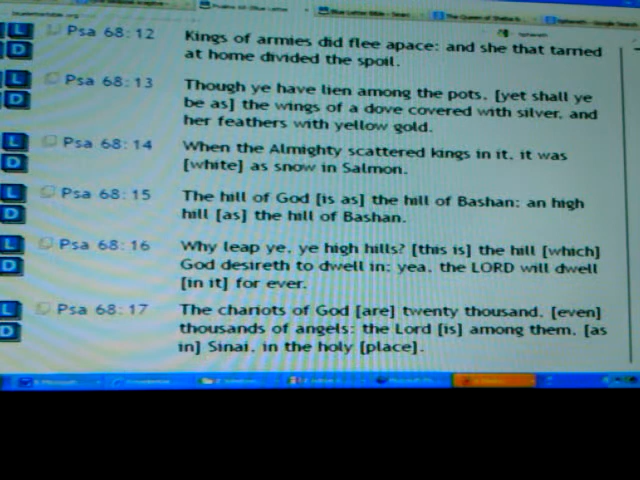 L Psa 68:12 Kings of armies did flee apace: and she that tarried
D at home divided the spoil.
L Psa 68:13 Though ye have lien among the pots, [yet shall ye
D be as] the wings of a dove covered with silver, and
her feathers with yellow gold.
L Psa 68:14 When the Almighty scattered kings in it, it was
D [white] as snow in Salmon.
L Psa 68:15 The hill of God [is as] the hill of Bashan; an high
D hill [as] the hill of Bashan.
L Psa 68:16 Why leap ye, ye high hills? [this is] the hill [which]
D God desireth to dwell in; yea, the LORD will dwell
[in it] for ever.
L Psa 68:17 The chariots of God [are] twenty thousand, [even]
D thousands of angels: the Lord [is] among them, [as
in] Sinai, in the holy [place].